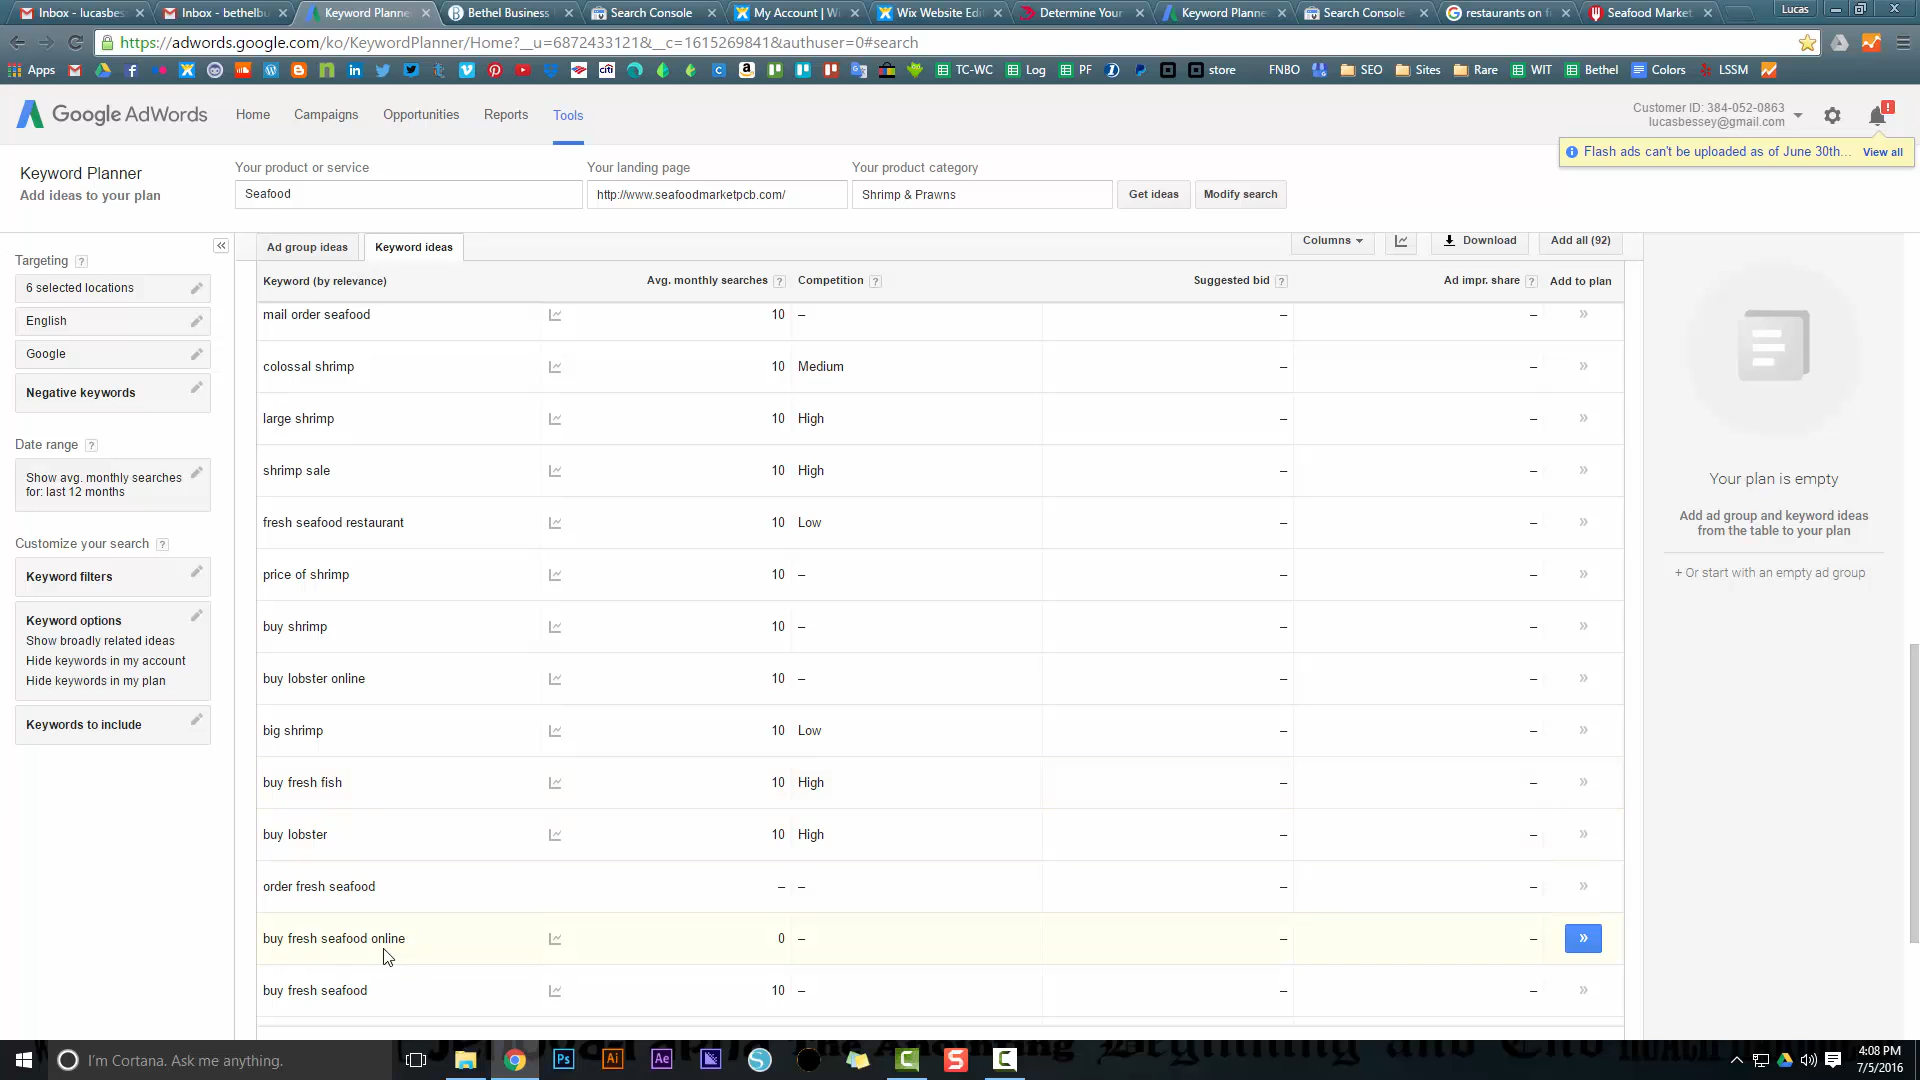 Inbox - lucasbes
Inbox - bethelbu
Keyword Planne
Bethel Business
Search Console
My Account | Wi
Wix Website Edi
Determine Your
Keyword Planne
Search Console
restaurants on f
Seafood Market
Lucas
https://adwords.google.com/ko/KeywordPlanner/Home?__u=6872433121&__c=1615269841&authuser=0#search
Apps
TC-WC
Log
PF
store
FNBO
SEO
Sites
Rare
WIT
Bethel
Colors
LSSM
Google AdWords
Home
Campaigns
Opportunities
Reports
Tools
Customer ID: 384-052-0863
lucasbessey@gmail.com
Flash ads can't be uploaded as of June 30th...
View all
Keyword Planner
Add ideas to your plan
Your product or service
Seafood
Your landing page
http://www.seafoodmarketpcb.com/
Your product category
Shrimp & Prawns
Get ideas
Modify search
Targeting ?
6 selected locations
English
Google
Negative keywords
Date range ?
Show avg. monthly searches
for: last 12 months
Customize your search ?
Keyword filters
Keyword options
Show broadly related ideas
Hide keywords in my account
Hide keywords in my plan
Keywords to include
Ad group ideas
Keyword ideas
Columns
Download
Add all (92)
Keyword (by relevance) Avg. monthly searches ? Competition ? Suggested bid ? Ad impr. share ? Add to plan
mail order seafood 10 – – – »
colossal shrimp 10 Medium – – »
large shrimp 10 High – – »
shrimp sale 10 High – – »
fresh seafood restaurant 10 Low – – »
price of shrimp 10 – – – »
buy shrimp 10 – – – »
buy lobster online 10 – – – »
big shrimp 10 Low – – »
buy fresh fish 10 High – – »
buy lobster 10 High – – »
order fresh seafood – – – – »
buy fresh seafood online 0 – – – »
buy fresh seafood 10 – – – »
Your plan is empty
Add ad group and keyword ideas
from the table to your plan
+ Or start with an empty ad group
I'm Cortana. Ask me anything.
4:08 PM
7/5/2016